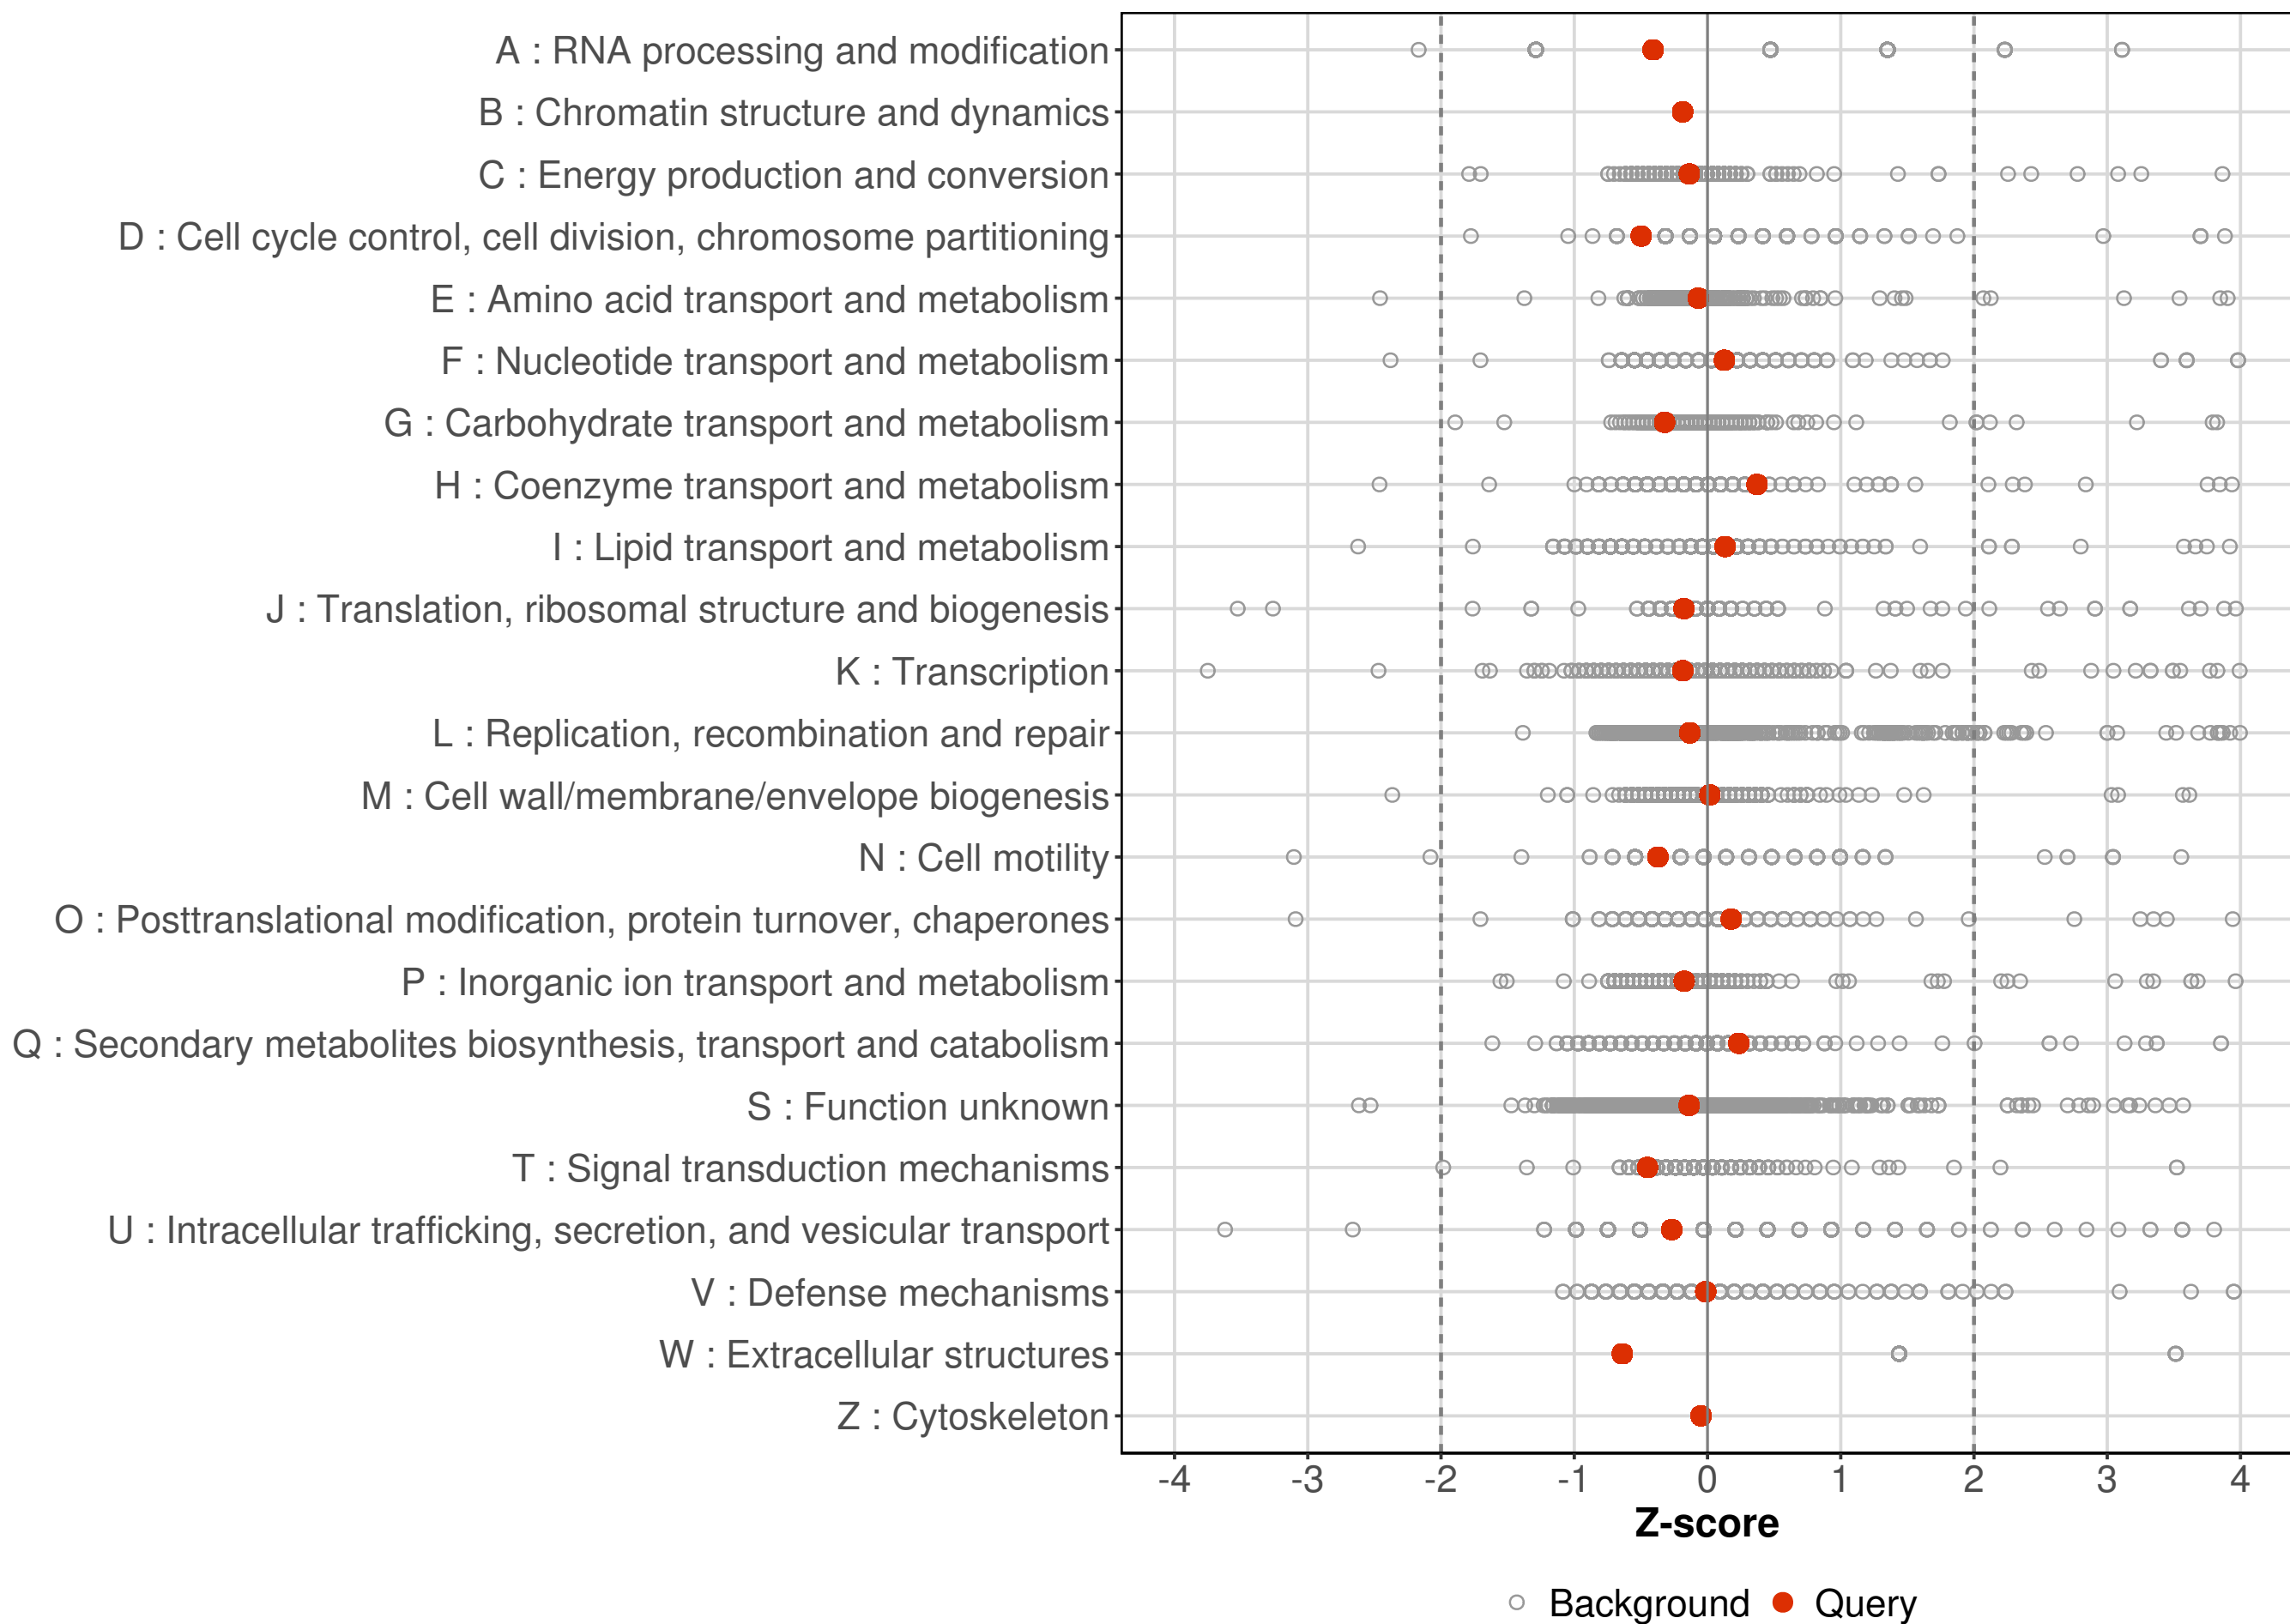 A : RNA processing and modification
B : Chromatin structure and dynamics
C : Energy production and conversion
D : Cell cycle control, cell division, chromosome partitioning
E : Amino acid transport and metabolism
F : Nucleotide transport and metabolism
G : Carbohydrate transport and metabolism
H : Coenzyme transport and metabolism
I : Lipid transport and metabolism
J : Translation, ribosomal structure and biogenesis
K : Transcription
L : Replication, recombination and repair
M : Cell wall/membrane/envelope biogenesis
N : Cell motility
O : Posttranslational modification, protein turnover, chaperones
P : Inorganic ion transport and metabolism
Q : Secondary metabolites biosynthesis, transport and catabolism
S : Function unknown
T : Signal transduction mechanisms
U : Intracellular trafficking, secretion, and vesicular transport
V : Defense mechanisms
W : Extracellular structures
Z : Cytoskeleton
-4 -3 -2 -1 0 1 2 3 4
Z-score
Background Query